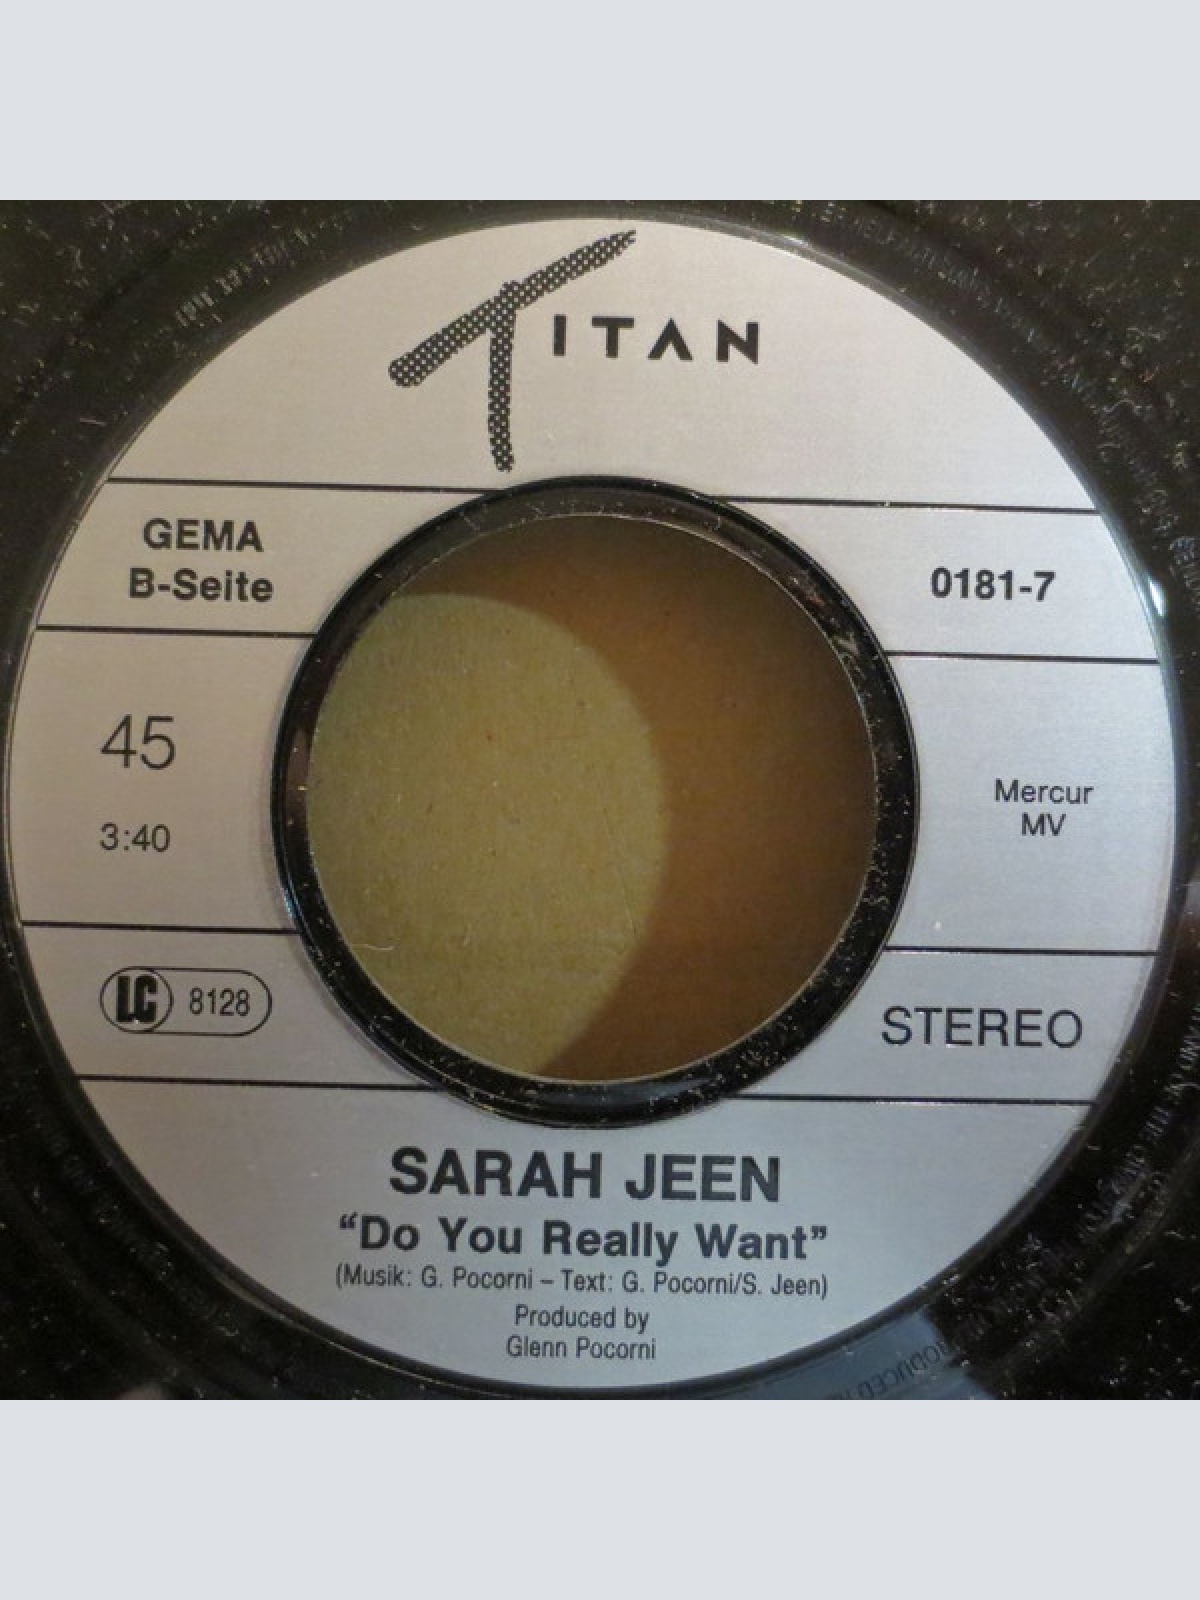 TITAN
GEMA
B-Seite
0181-7
45
3:40
Mercur
MV
LC 8128
STEREO
SARAH JEEN
“Do You Really Want”
(Musik: G. Pocorni – Text: G. Pocorni/S. Jeen)
Produced by
Glenn Pocorni